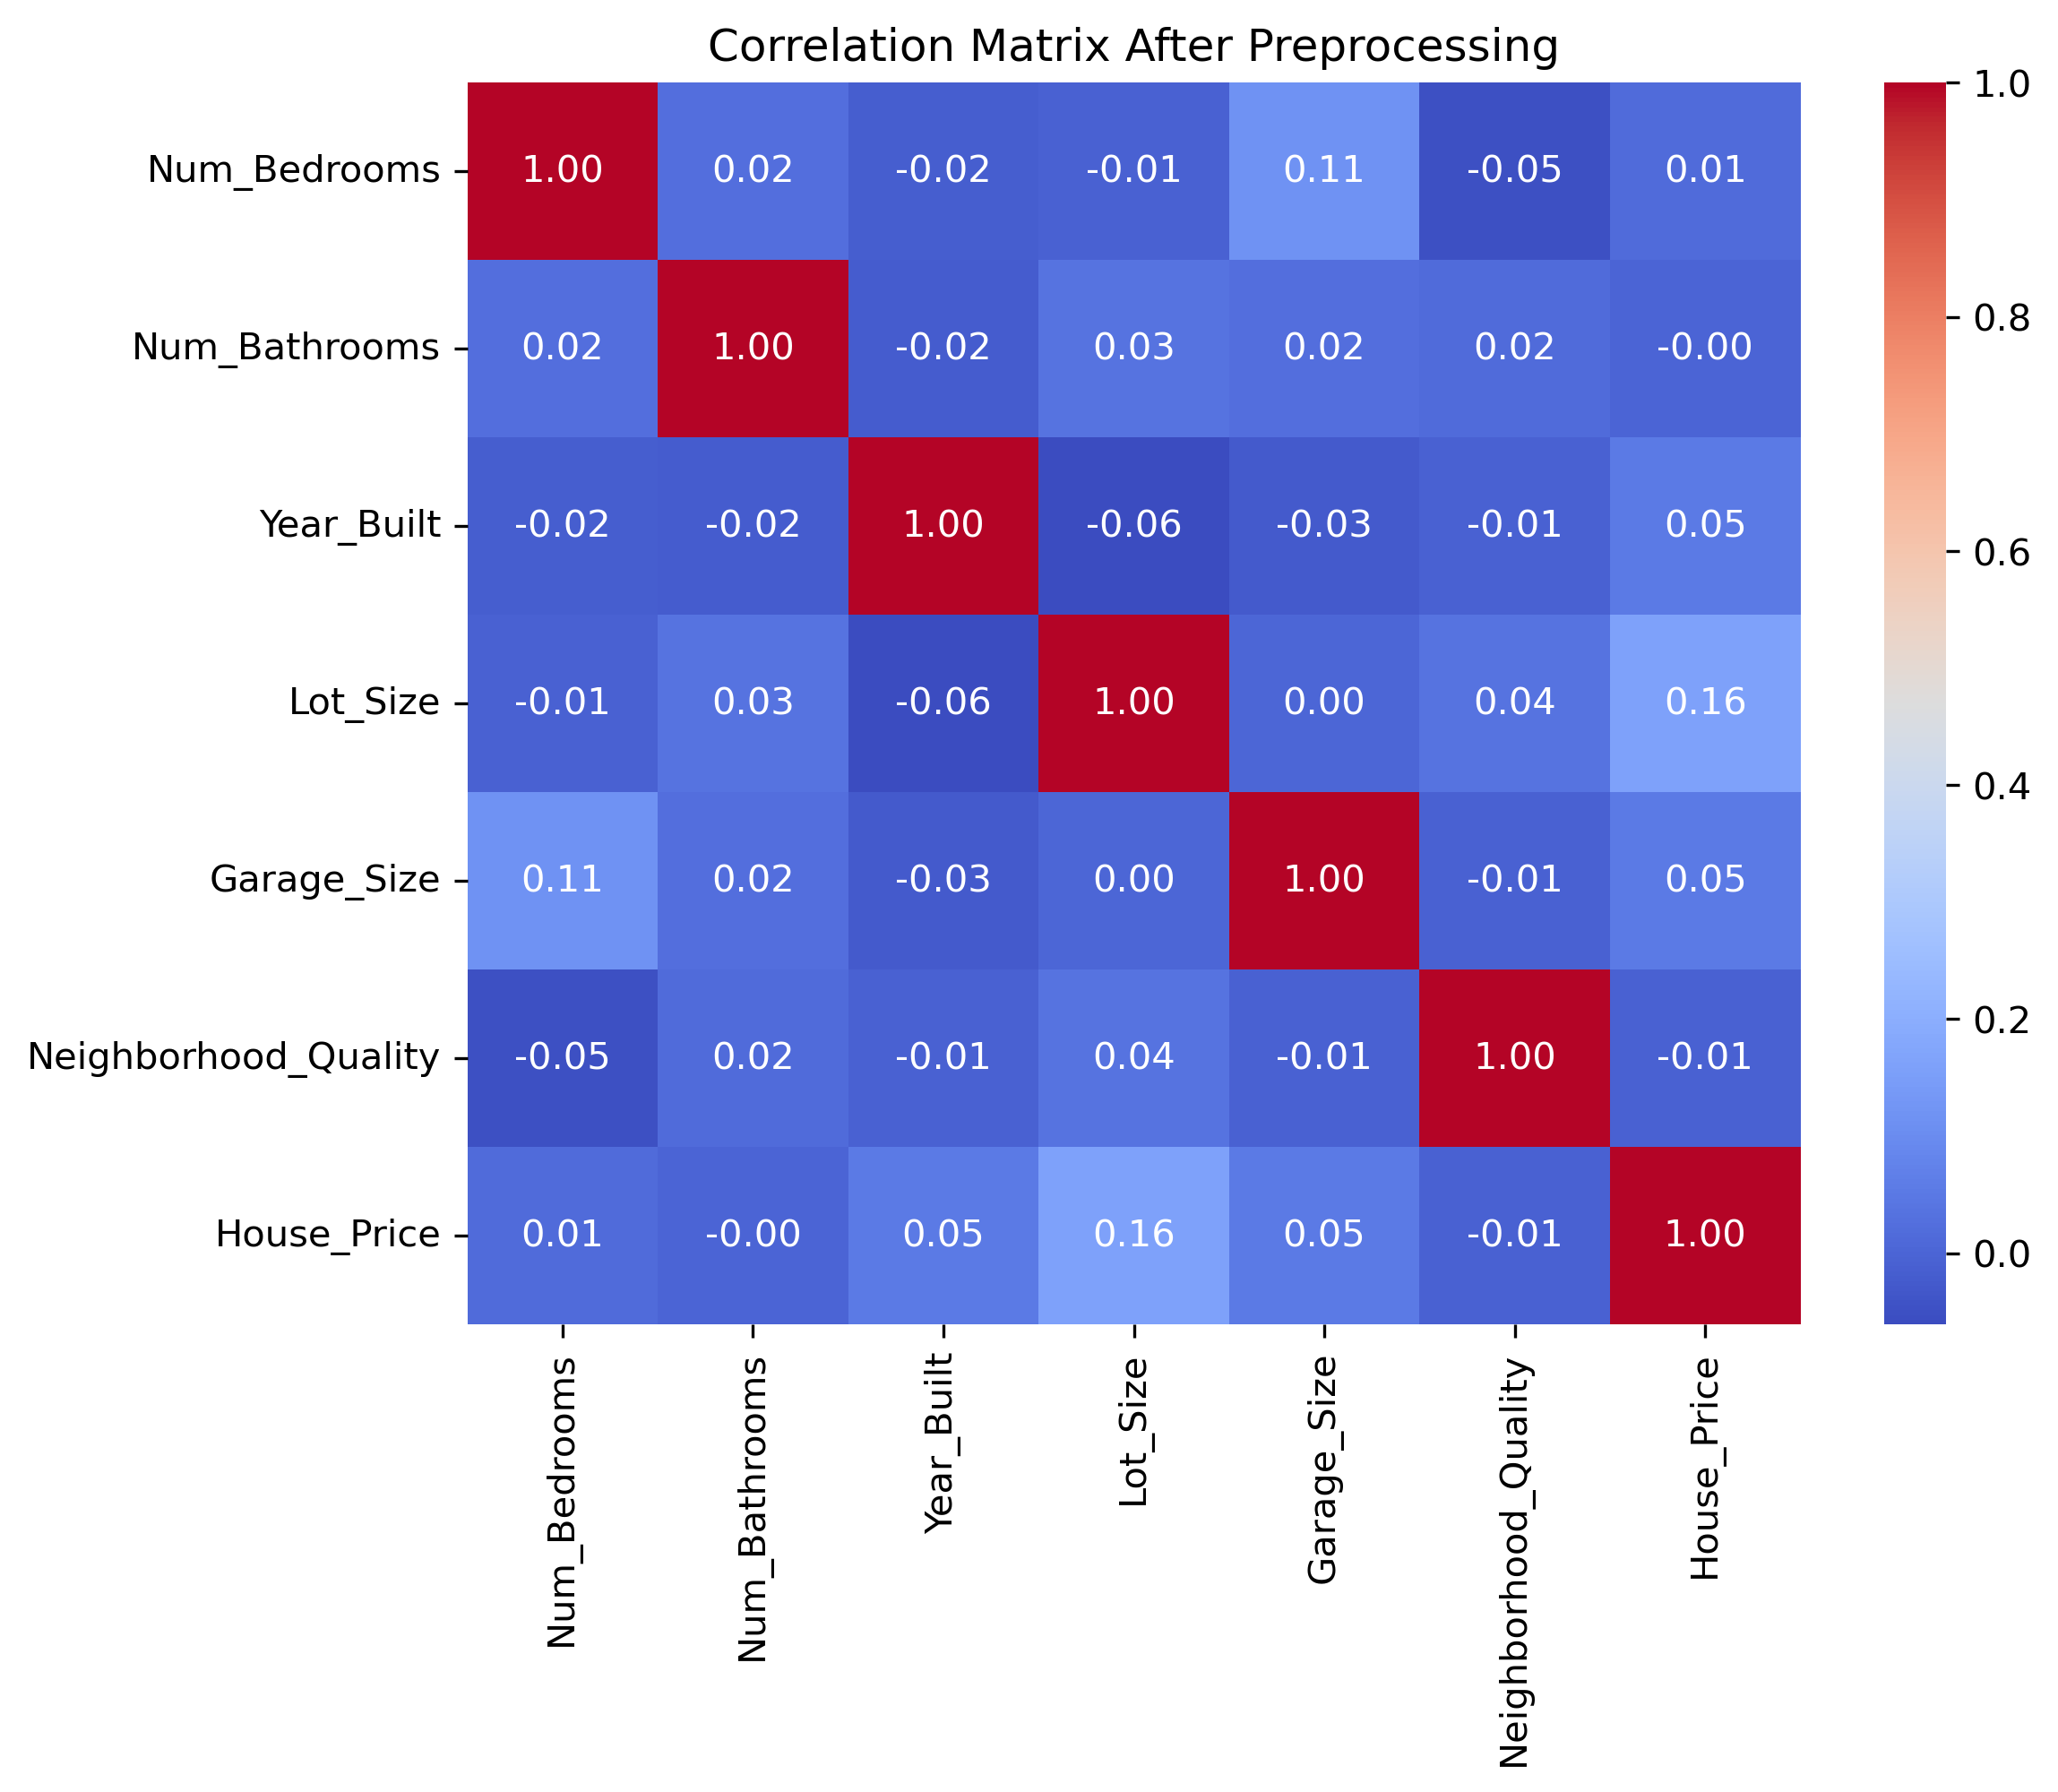 Correlation Matrix After Preprocessing
Num_Bedrooms 1.00 0.02 -0.02 -0.01 0.11 -0.05 0.01
Num_Bathrooms 0.02 1.00 -0.02 0.03 0.02 0.02 -0.00
Year_Built -0.02 -0.02 1.00 -0.06 -0.03 -0.01 0.05
Lot_Size -0.01 0.03 -0.06 1.00 0.00 0.04 0.16
Garage_Size 0.11 0.02 -0.03 0.00 1.00 -0.01 0.05
Neighborhood_Quality -0.05 0.02 -0.01 0.04 -0.01 1.00 -0.01
House_Price 0.01 -0.00 0.05 0.16 0.05 -0.01 1.00
Num_Bedrooms
Num_Bathrooms
Year_Built
Lot_Size
Garage_Size
Neighborhood_Quality
House_Price
1.0
0.8
0.6
0.4
0.2
0.0